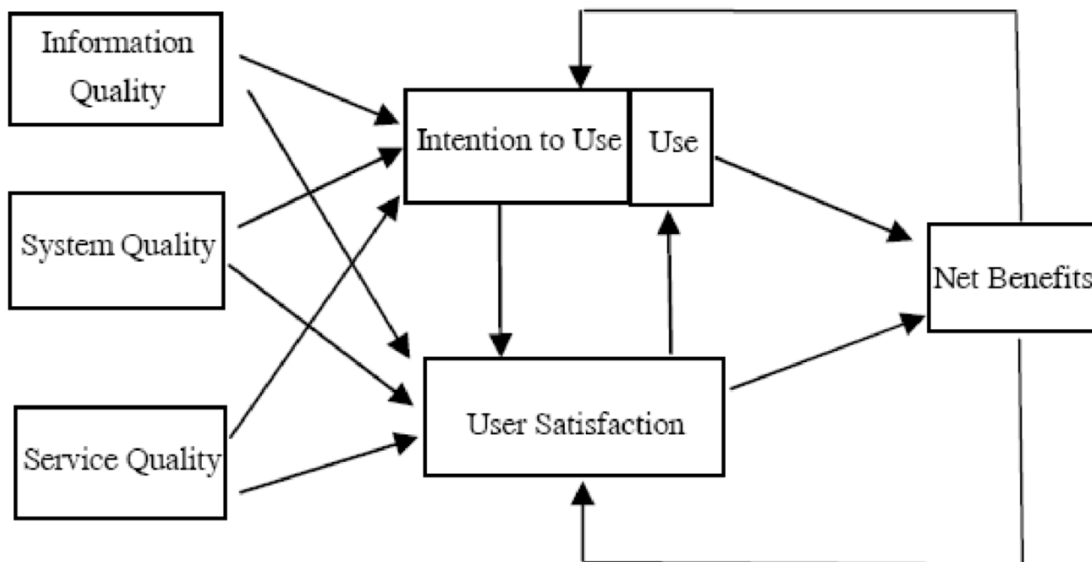 Information
Quality
Intention to Use
Use
System Quality
Net Benefits
User Satisfaction
Service Quality